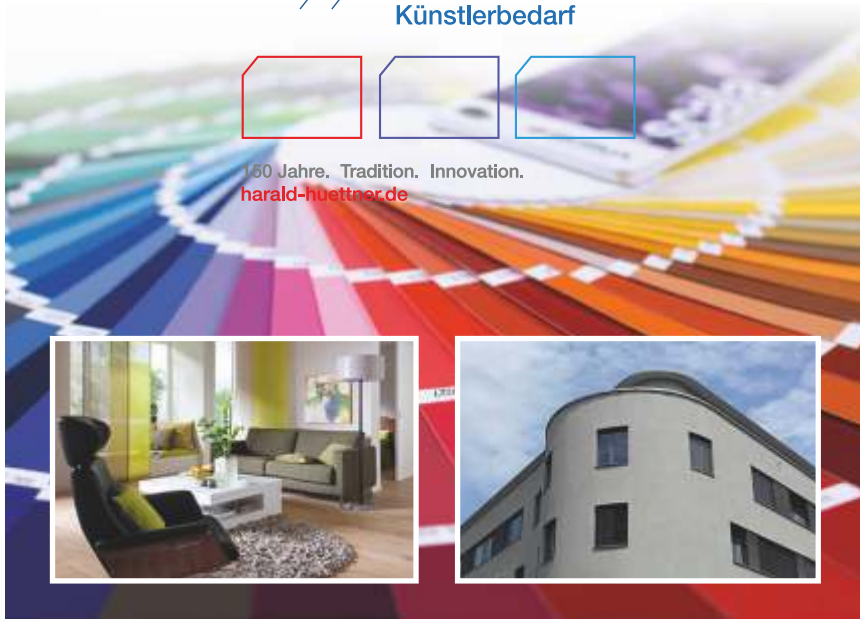 Künstlerbedarf
150 Jahre. Tradition. Innovation.
harald-huettner.de